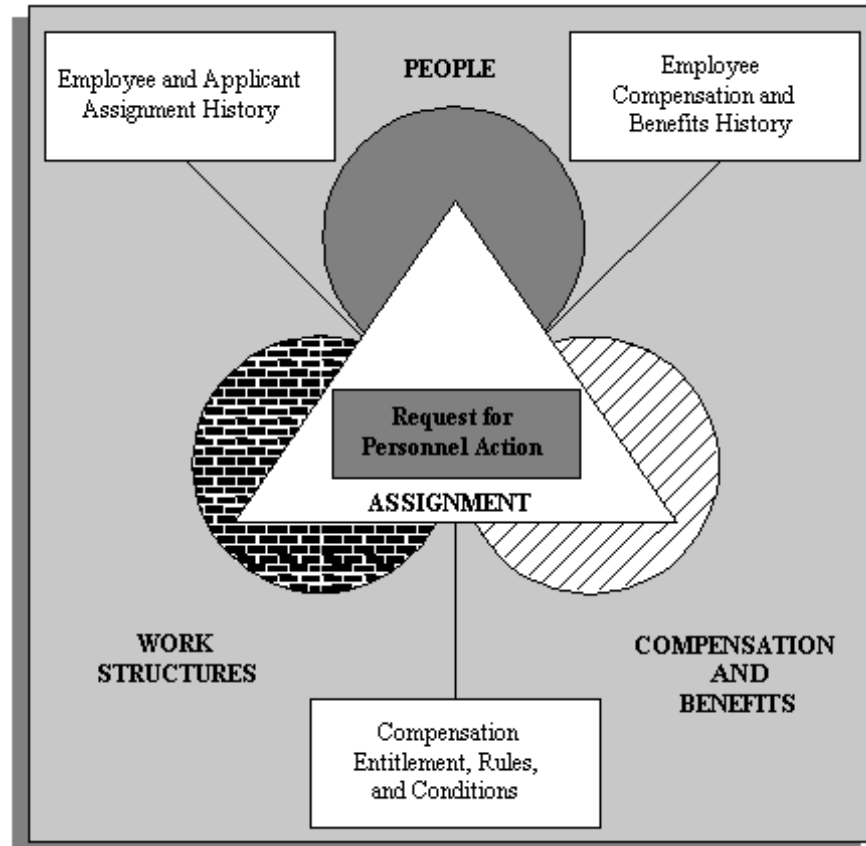 Employee and Applicant
Assignment History
PEOPLE
Employee
Compensation and
Benefits History
Request for
Personnel Action
ASSIGNMENT
WORK
STRUCTURES
COMPENSATION
AND
BENEFITS
Compensation
Entitlement, Rules,
and Conditions